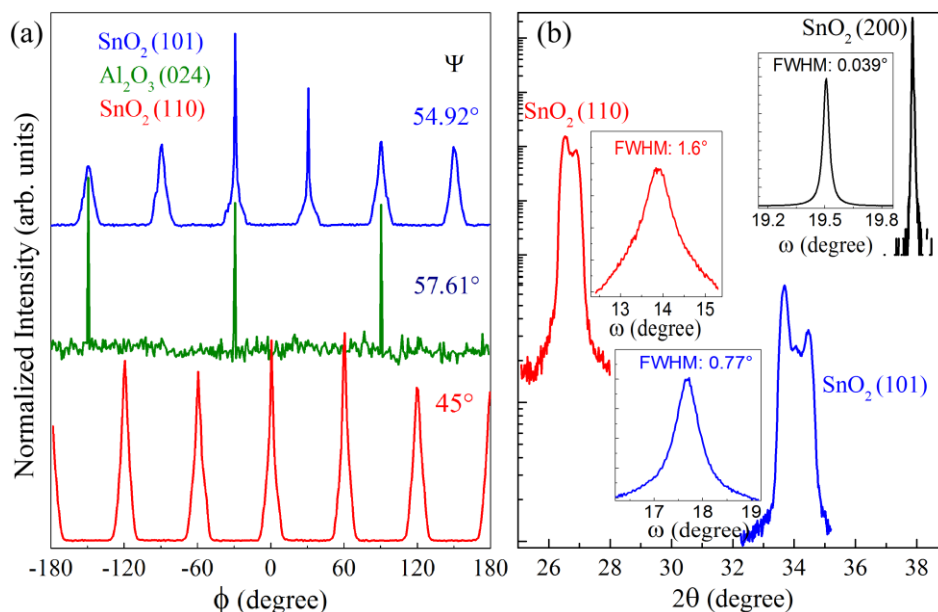 (a)
SnO2 (101)
Al2O3 (024)
SnO2 (110)
Ψ
54.92°
57.61°
45°
Normalized Intensity (arb. units)
-180 -120 -60 0 60 120 180
ϕ (degree)
(b)
SnO2 (200)
FWHM: 0.039°
19.2 19.5 19.8
ω (degree)
SnO2 (110)
FWHM: 1.6°
13 14 15
ω (degree)
FWHM: 0.77°
17 18 19
ω (degree)
SnO2 (101)
26 28 30 32 34 36 38
2θ (degree)